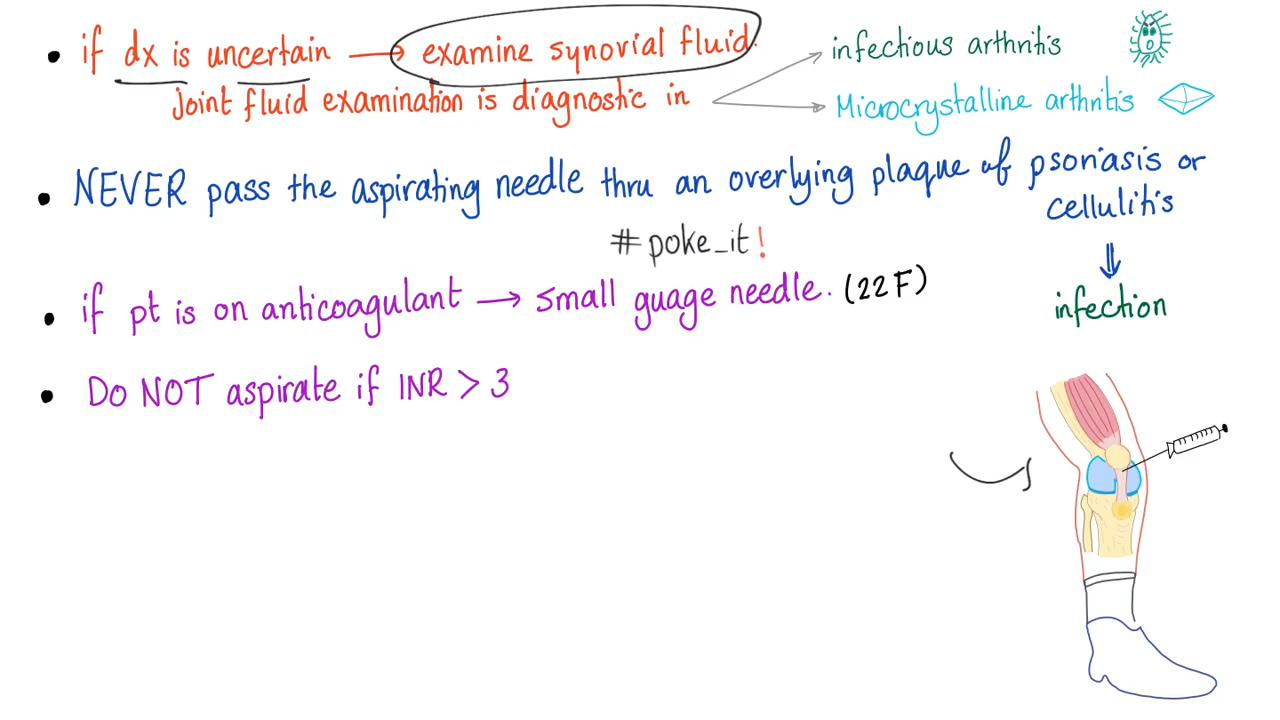 if dx is uncertain → examine synovial fluid.
Joint fluid examination is diagnostic in
infectious arthritis
Microcrystalline arthritis
NEVER pass the aspirating needle thru an overlying plaque of psoriasis or
cellulitis
⇓
infection
#poke_it!
if pt is on anticoagulant → small guage needle. (22F)
Do NOT aspirate if INR > 3